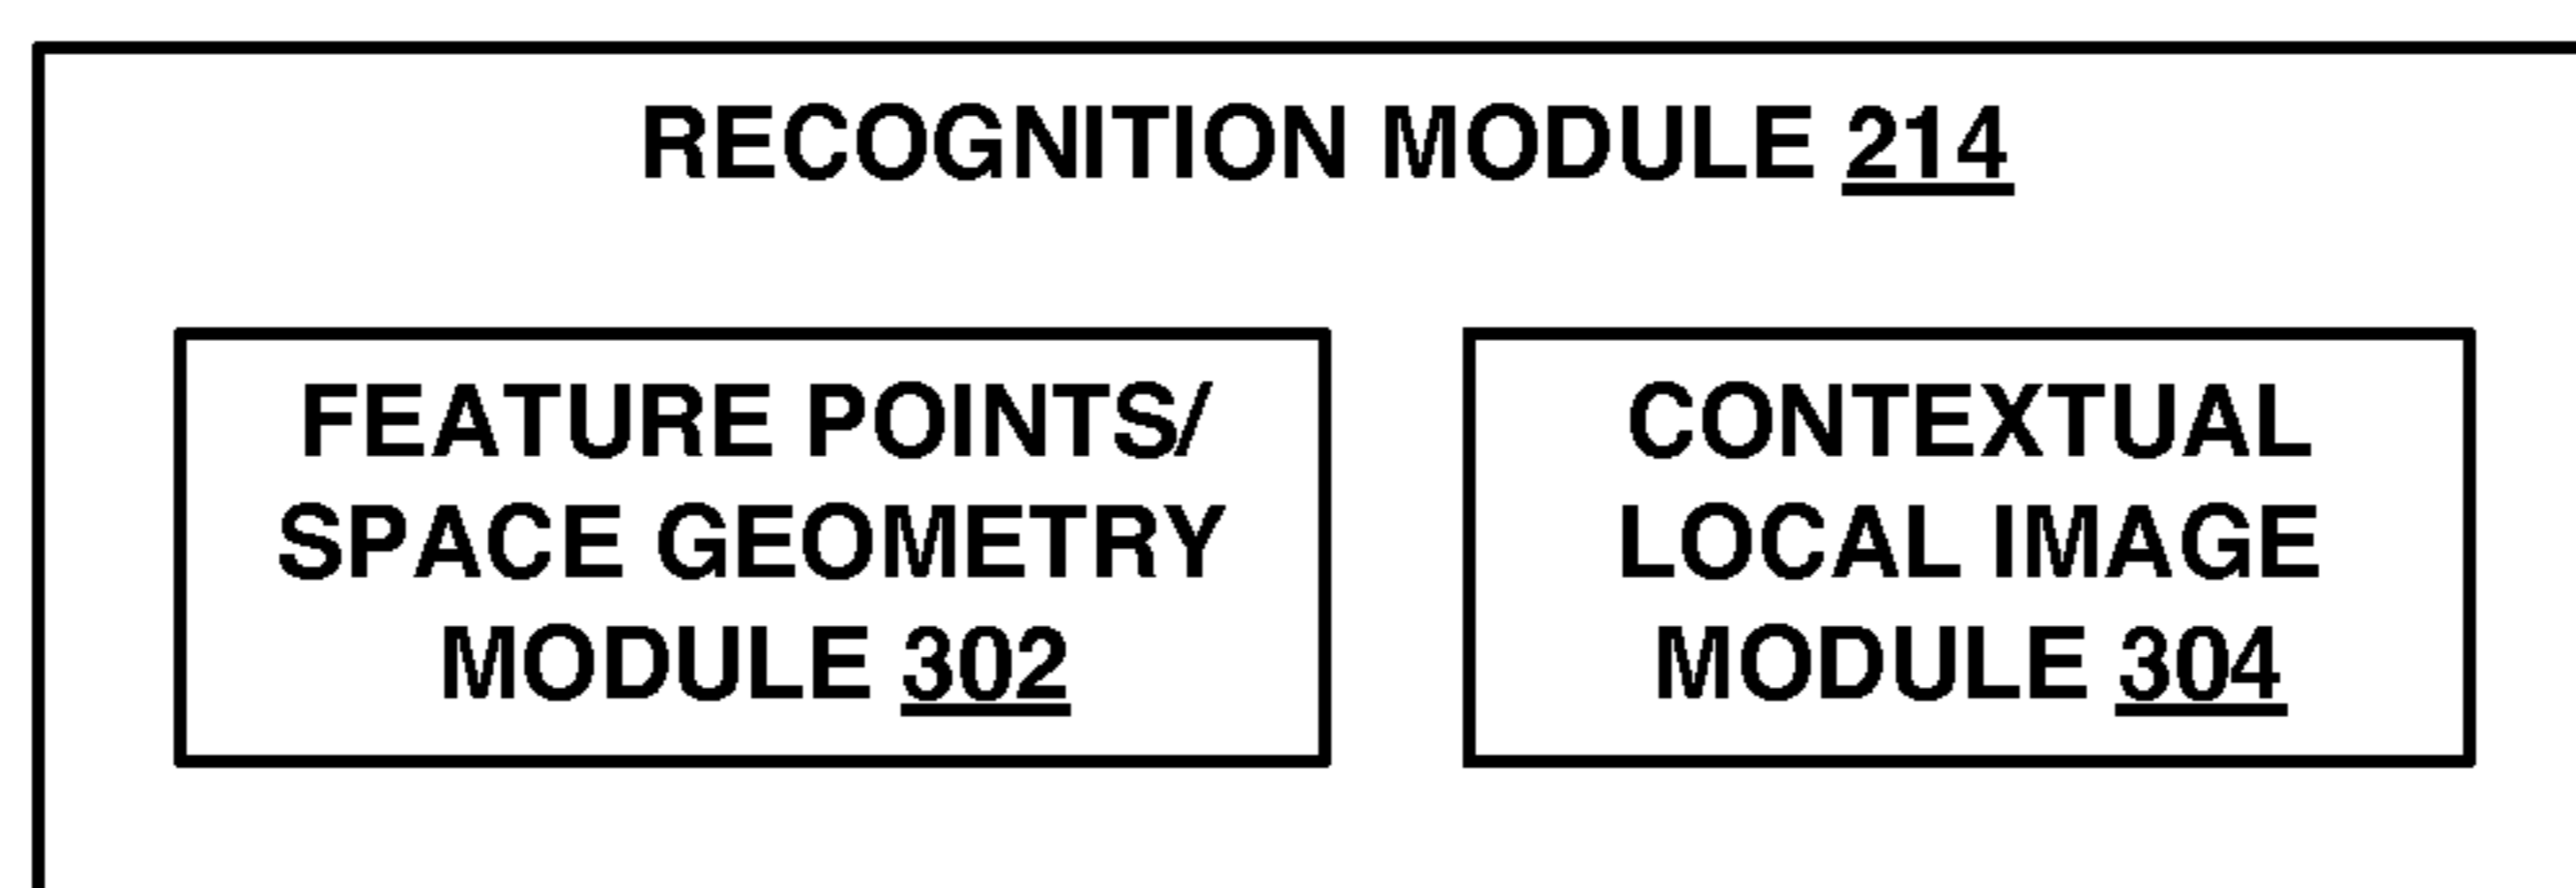 RECOGNITION MODULE 214
FEATURE POINTS/
SPACE GEOMETRY
MODULE 302
CONTEXTUAL
LOCAL IMAGE
MODULE 304